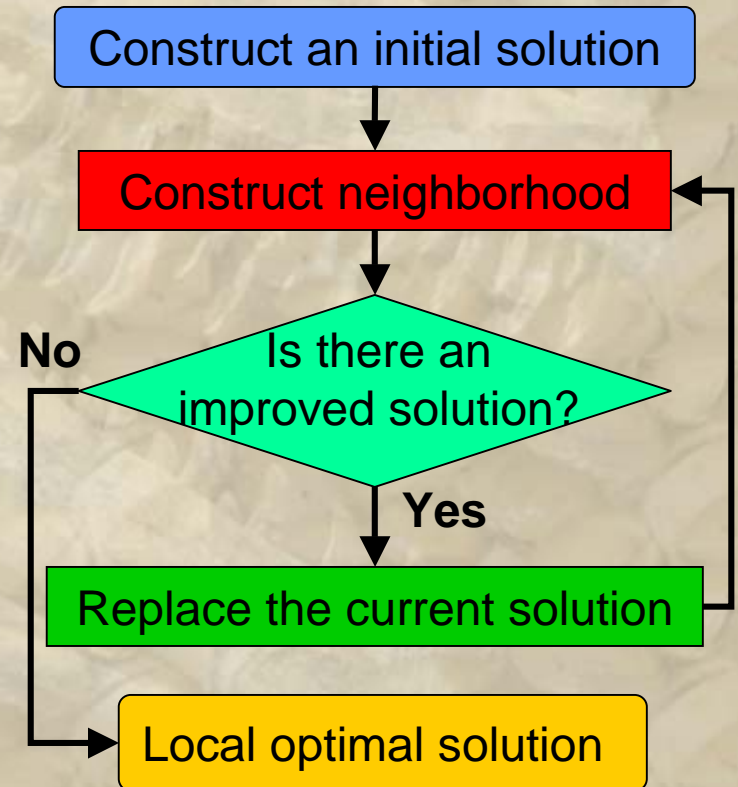 Construct an initial solution
Construct neighborhood
No
Is there an
improved solution?
Yes
Replace the current solution
Local optimal solution